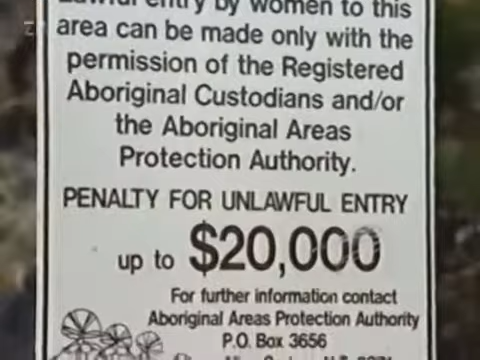 Lawful entry by women to this
area can be made only with the
permission of the Registered
Aboriginal Custodians and/or
the Aboriginal Areas
Protection Authority.
PENALTY FOR UNLAWFUL ENTRY
up to $20,000
For further information contact
Aboriginal Areas Protection Authority
P.O. Box 3656